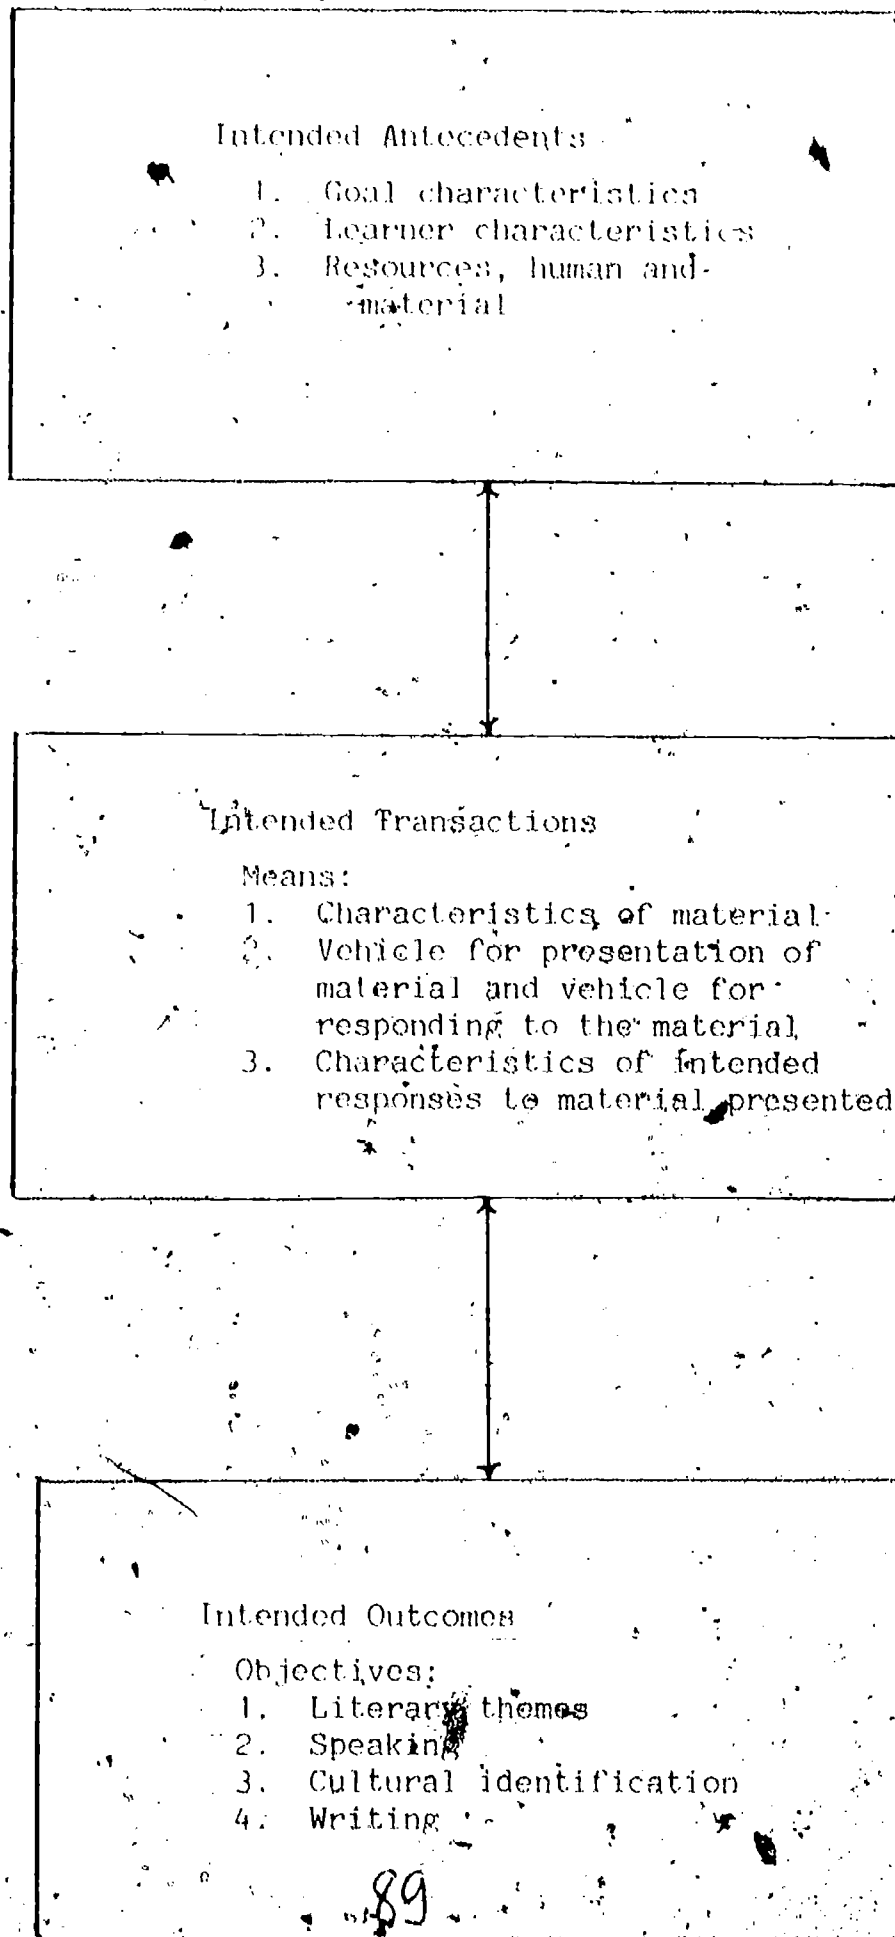 Intended Antecedents
1. Goal characteristics
2. Learner characteristics
3. Resources, human and
material
Intended Transactions
Means:
1. Characteristics of material
2. Vehicle for presentation of
material and vehicle for
responding to the material
3. Characteristics of intended
responses to material presented
Intended Outcomes
Objectives:
1. Literary themes
2. Speaking
3. Cultural identification
4. Writing
89